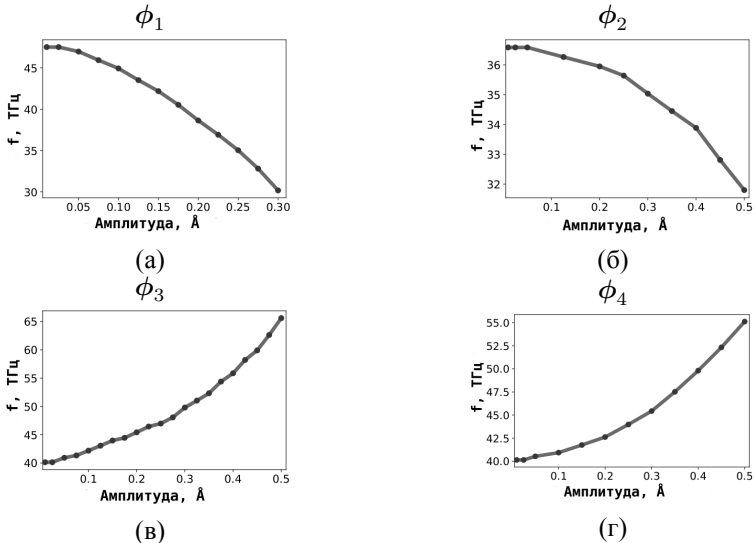 ϕ₁
f, ТГц
45
40
35
30
0.05 0.10 0.15 0.20 0.25 0.30
Амплитуда, Å
(а)
ϕ₂
f, ТГц
36
35
34
33
32
0.1 0.2 0.3 0.4 0.5
Амплитуда, Å
(б)
ϕ₃
f, ТГц
65
60
55
50
45
40
0.1 0.2 0.3 0.4 0.5
Амплитуда, Å
(в)
ϕ₄
f, ТГц
55.0
52.5
50.0
47.5
45.0
42.5
40.0
0.1 0.2 0.3 0.4 0.5
Амплитуда, Å
(г)